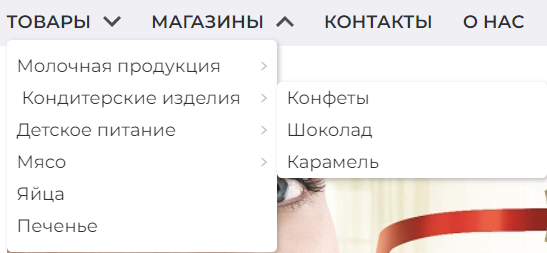 ТОВАРЫ МАГАЗИНЫ КОНТАКТЫ О НАС
Молочная продукция
Кондитерские изделия
Детское питание
Мясо
Яйца
Печенье
Конфеты
Шоколад
Карамель